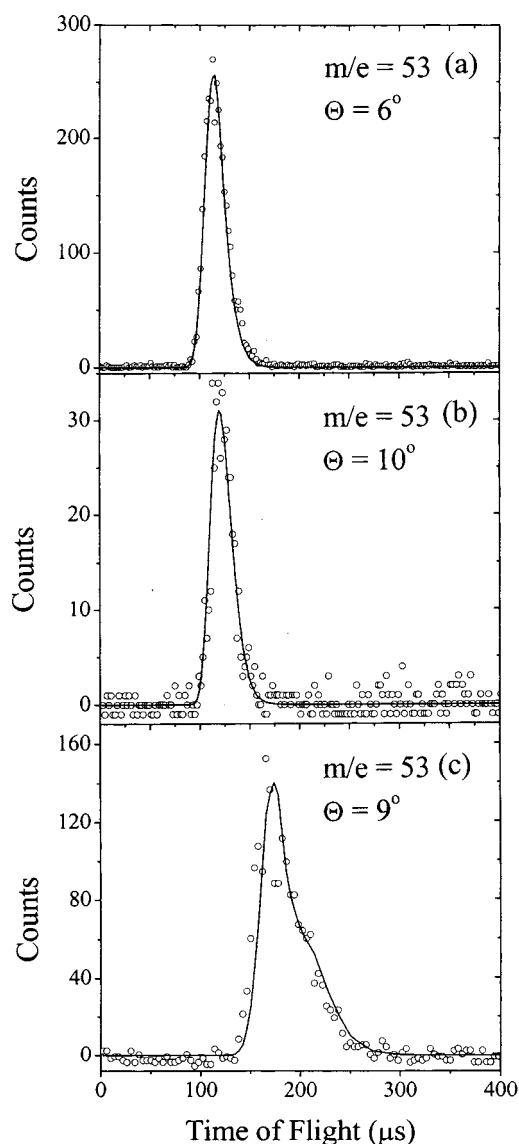 300
200
100
0
Counts
m/e = 53 (a)
Θ = 6°
30
20
10
0
Counts
m/e = 53 (b)
Θ = 10°
160
120
80
40
0
Counts
m/e = 53 (c)
Θ = 9°
0 100 200 300 400
Time of Flight (μs)